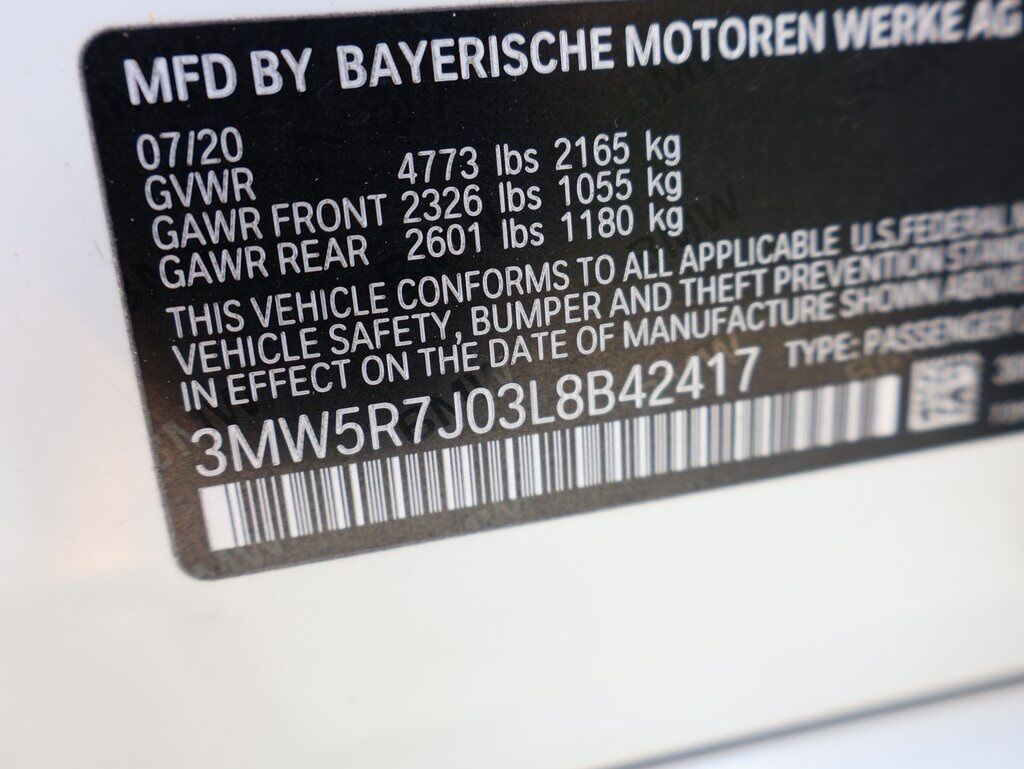 MFD BY BAYERISCHE MOTOREN WERKE AG
07/20
GVWR 4773 lbs 2165 kg
GAWR FRONT 2326 lbs 1055 kg
GAWR REAR 2601 lbs 1180 kg
THIS VEHICLE CONFORMS TO ALL APPLICABLE U.S.FEDERAL
VEHICLE SAFETY, BUMPER AND THEFT PREVENTION
IN EFFECT ON THE DATE OF MANUFACTURE SHOWN ABOVE
3MW5R7J03L8B42417 TYPE: PASSENGER